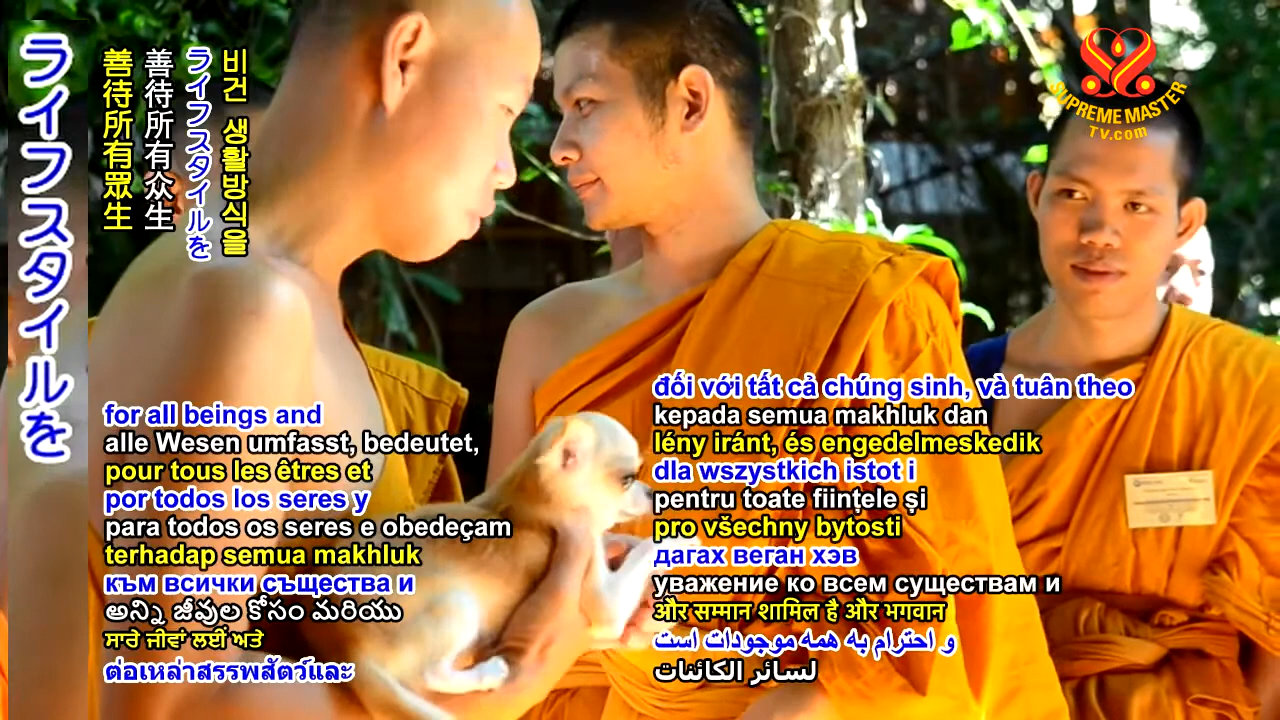 ライフスタイルを
善待所有眾生
善待所有众生
ライフスタイルを
비건 생활방식을
SUPREME MASTER
TV.com
for all beings and
alle Wesen umfasst, bedeutet,
pour tous les êtres et
por todos los seres y
para todos os seres e obedeçam
terhadap semua makhluk
към всички същества и
అన్ని జీవుల కోసం మరియు
ਸਾਰੇ ਜੀਵਾਂ ਲਈ ਅਤੇ
ต่อเหล่าสรรพสัตว์และ
đối với tất cả chúng sinh, và tuân theo
kepada semua makhluk dan
lény iránt, és engedelmeskedik
dla wszystkich istot i
pentru toate ființele și
pro všechny bytosti
дагах веган хэв
уважение ко всем существам и
और सम्मान शामिल है और भगवान
و احترام به همه موجودات است
لسائر الكائنات